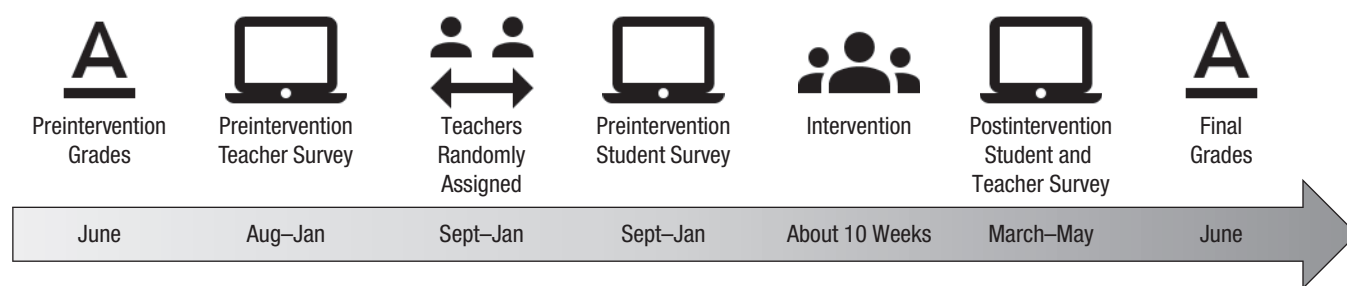 A
A
Preintervention
Grades
Preintervention
Teacher Survey
Teachers
Randomly
Assigned
Preintervention
Student Survey
Intervention
Postintervention
Student and
Teacher Survey
Final
Grades
June
Aug–Jan
Sept–Jan
Sept–Jan
About 10 Weeks
March–May
June